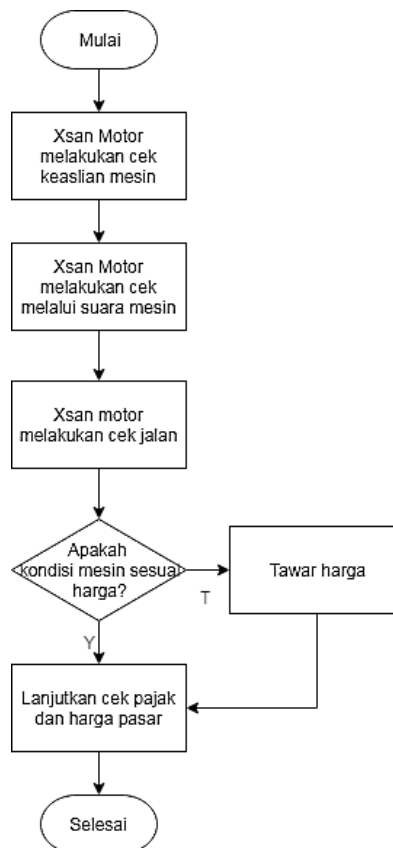 Mulai
Xsan Motor
melakukan cek
keaslian mesin
Xsan Motor
melakukan cek
melalui suara mesin
Xsan motor
melakukan cek jalan
Apakah
kondisi mesin sesuai
harga?
T
Tawar harga
Y
Lanjutkan cek pajak
dan harga pasar
Selesai